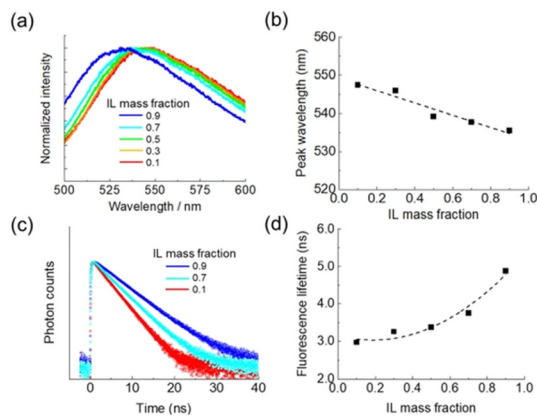 (a)
Normalized intensity
IL mass fraction
0.9
0.7
0.5
0.3
0.1
500 525 550 575 600
Wavelength / nm
(b)
Peak wavelength (nm)
560
550
540
530
520
0.0 0.2 0.4 0.6 0.8 1.0
IL mass fraction
(c)
Photon counts
IL mass fraction
0.9
0.7
0.1
0 10 20 30 40
Time (ns)
(d)
Fluorescence lifetime (ns)
6.0
5.0
4.0
3.0
2.0
0.0 0.2 0.4 0.6 0.8 1.0
IL mass fraction